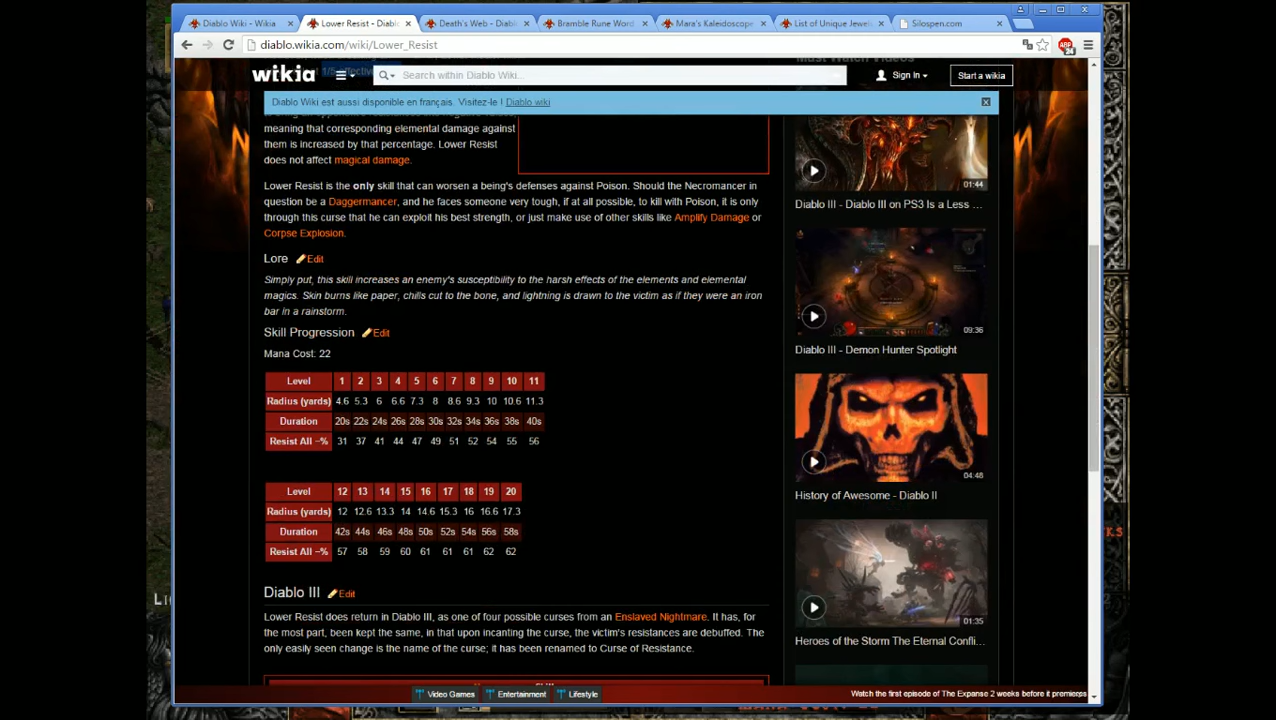 Diablo Wiki - Wikia
Lower Resist - Diablo
Death's Web - Diabl
Bramble Rune Word
Mara's Kaleidoscope
List of Unique Jewel
Silospen.com
diablo.wikia.com/wiki/Lower_Resist
ABP
24
wikia
Search within Diablo Wiki...
Sign In
Start a wikia
Must Watch Videos
Diablo Wiki est aussi disponible en français. Visitez-le ! Diablo wiki
meaning that corresponding elemental damage against
them is increased by that percentage. Lower Resist
does not affect magical damage.
Lower Resist is the only skill that can worsen a being's defenses against Poison. Should the Necromancer in
question be a Daggermancer, and he faces someone very tough, if at all possible, to kill with Poison, it is only
through this curse that he can exploit his best strength, or just make use of other skills like Amplify Damage or
Corpse Explosion.
Lore Edit
Simply put, this skill increases an enemy's susceptibility to the harsh effects of the elements and elemental
magics. Skin burns like paper, chills cut to the bone, and lightning is drawn to the victim as if they were an iron
bar in a rainstorm.
Skill Progression Edit
Mana Cost: 22
Level 1 2 3 4 5 6 7 8 9 10 11
Radius (yards) 4.6 5.3 6 6.6 7.3 8 8.6 9.3 10 10.6 11.3
Duration 20s 22s 24s 26s 28s 30s 32s 34s 36s 38s 40s
Resist All −% 31 37 41 44 47 49 51 52 54 55 56
Level 12 13 14 15 16 17 18 19 20
Radius (yards) 12 12.6 13.3 14 14.6 15.3 16 16.6 17.3
Duration 42s 44s 46s 48s 50s 52s 54s 56s 58s
Resist All −% 57 58 59 60 61 61 61 62 62
Diablo III Edit
Lower Resist does return in Diablo III, as one of four possible curses from an Enslaved Nightmare. It has, for
the most part, been kept the same, in that upon incanting the curse, the victim's resistances are debuffed. The
only easily seen change is the name of the curse; it has been renamed to Curse of Resistance.
01:44
Diablo III - Diablo III on PS3 Is a Less ...
09:36
Diablo III - Demon Hunter Spotlight
04:48
History of Awesome - Diablo II
01:35
Heroes of the Storm The Eternal Confli...
Video Games
Entertainment
Lifestyle
Watch the first episode of The Expanse 2 weeks before it premieres